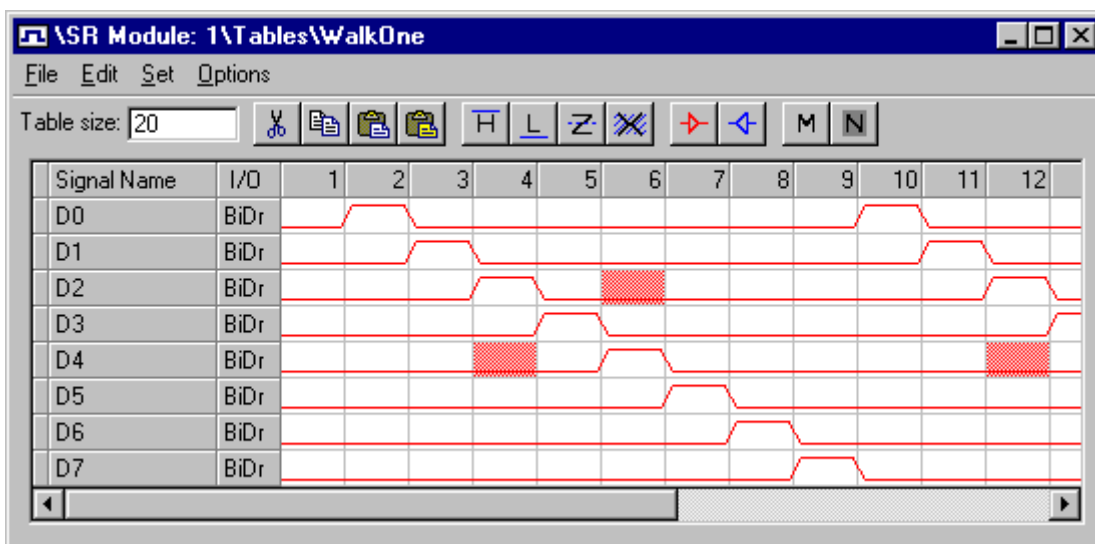 \SR Module: 1\Tables\WalkOne
File Edit Set Options
Table size: 20 H L Z X M N
Signal Name I/O 1 2 3 4 5 6 7 8 9 10 11 12
D0 BiDr
D1 BiDr
D2 BiDr
D3 BiDr
D4 BiDr
D5 BiDr
D6 BiDr
D7 BiDr